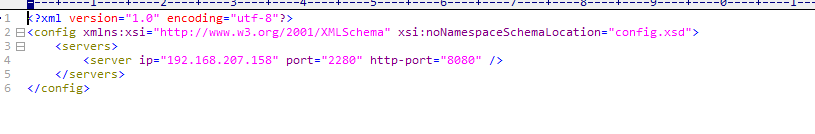 ----+----1----+----2----+----3----+----4----+----5----+----6----+----7----+----8----+----9----+----0----+----1
1 <?xml version="1.0" encoding="utf-8"?>
2 <config xmlns:xsi="http://www.w3.org/2001/XMLSchema" xsi:noNamespaceSchemaLocation="config.xsd">
3 <servers>
4 <server ip="192.168.207.158" port="2280" http-port="8080" />
5 </servers>
6 </config>